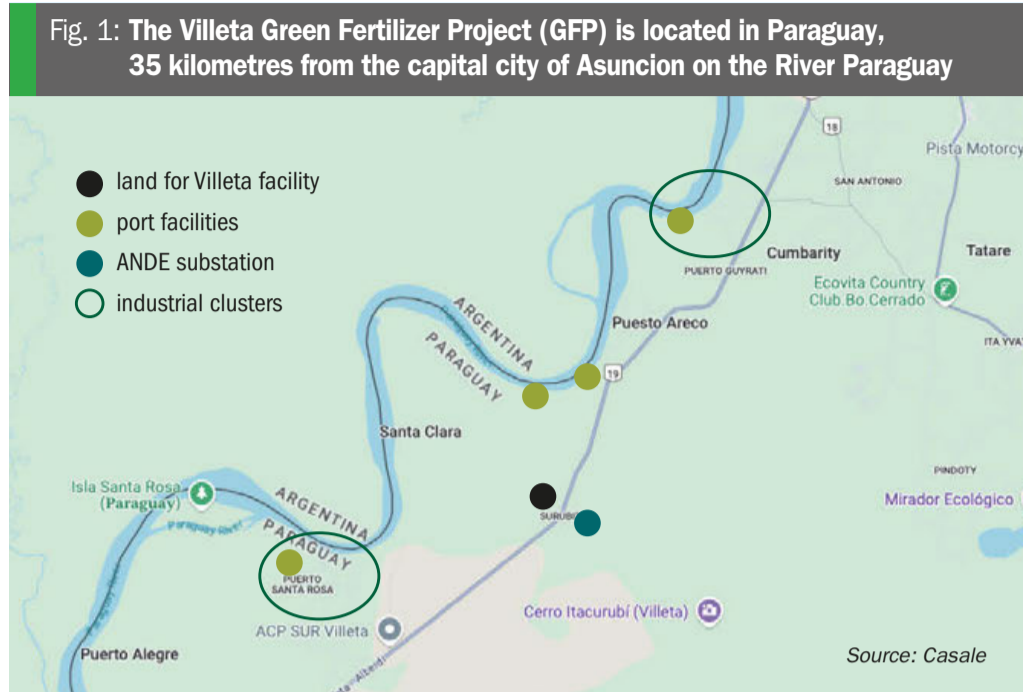 Fig. 1: The Villeta Green Fertilizer Project (GFP) is located in Paraguay,
35 kilometres from the capital city of Asuncion on the River Paraguay
land for Villeta facility
port facilities
ANDE substation
industrial clusters
18
Pista Motorcy
SAN ANTONIO
Cumbarity
Tatare
PUERTO GUYRATI
Ecovita Country
Club.Bo.Cerrado
ITA YVA
ARGENTINA
PARAGUAY
Puesto Areco
19
Santa Clara
PINDOTY
Mirador Ecológico
Isla Santa Rosa
(Paraguay)
Paraguay River
ARGENTINA
PARAGUAY
PUERTO
SANTA ROSA
ACP SUR Villeta
Cerro Itacurubí (Villeta)
Puerto Alegre
Source: Casale